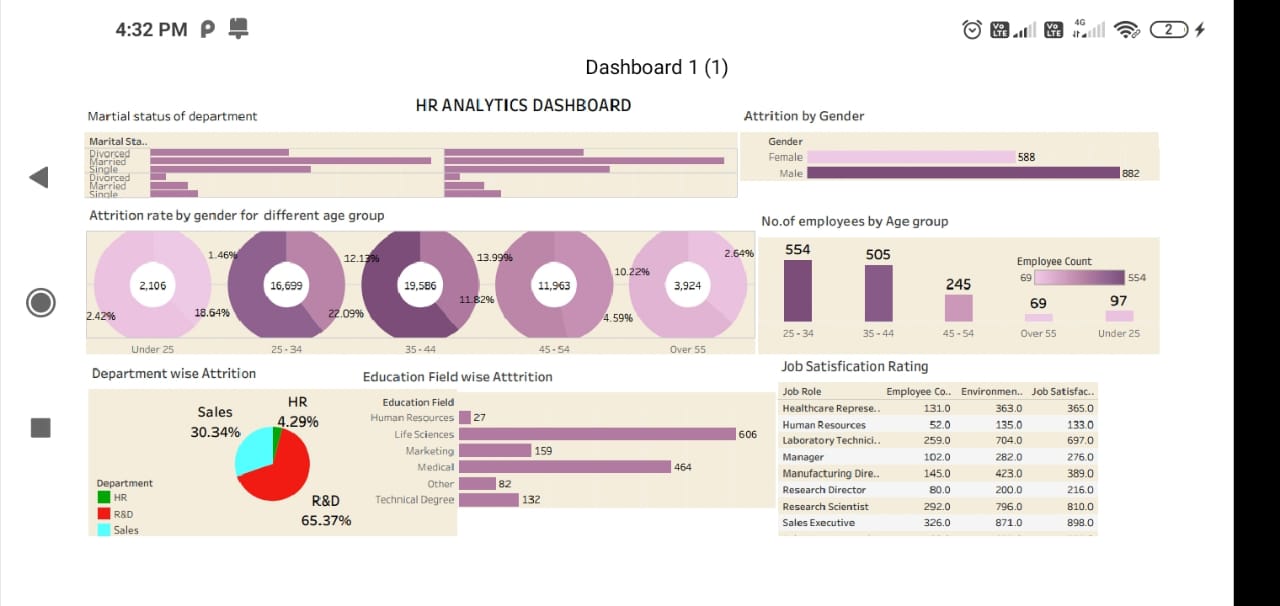 4:32 PM
Vo LTE
Vo LTE
4G
2
Dashboard 1 (1)
HR ANALYTICS DASHBOARD
Martial status of department
Marital Sta..
Divorced
Married
Single
Divorced
Married
Single
Attrition by Gender
Gender
Female 588
Male 882
Attrition rate by gender for different age group
1.46%
12.13%
13.99%
10.22%
2.64%
2,106
16,699
19,586
11,963
3,924
2.42%
18.64%
22.09%
11.82%
4.59%
Under 25
25 - 34
35 - 44
45 - 54
Over 55
No.of employees by Age group
554
505
245
69
97
Employee Count
69 554
25 - 34
35 - 44
45 - 54
Over 55
Under 25
Department wise Attrition
HR
4.29%
Sales
30.34%
R&D
65.37%
Department
HR
R&D
Sales
Education Field wise Atttrition
Education Field
Human Resources 27
Life Sciences 606
Marketing 159
Medical 464
Other 82
Technical Degree 132
Job Satisfication Rating
Job Role Employee Co.. Environmen.. Job Satisfac..
Healthcare Represe.. 131.0 363.0 365.0
Human Resources 52.0 135.0 133.0
Laboratory Technici.. 259.0 704.0 697.0
Manager 102.0 282.0 276.0
Manufacturing Dire.. 145.0 423.0 389.0
Research Director 80.0 200.0 216.0
Research Scientist 292.0 796.0 810.0
Sales Executive 326.0 871.0 898.0